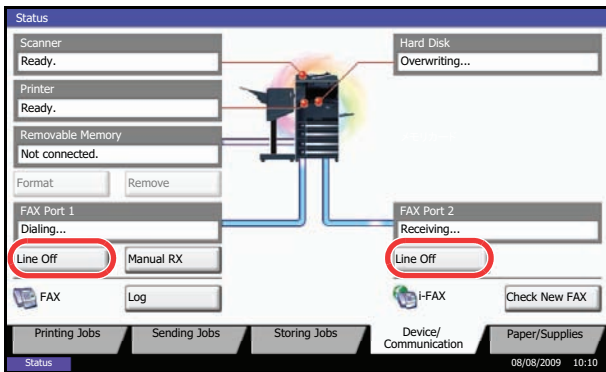 Status
Scanner
Ready.
Hard Disk
Overwriting...
Printer
Ready.
Removable Memory
Not connected.
Format Remove
FAX Port 1
Dialing...
Line Off Manual RX
FAX Port 2
Receiving...
Line Off
FAX Log
i-FAX Check New FAX
Printing Jobs Sending Jobs Storing Jobs Device/
Communication Paper/Supplies
Status 08/08/2009 10:10